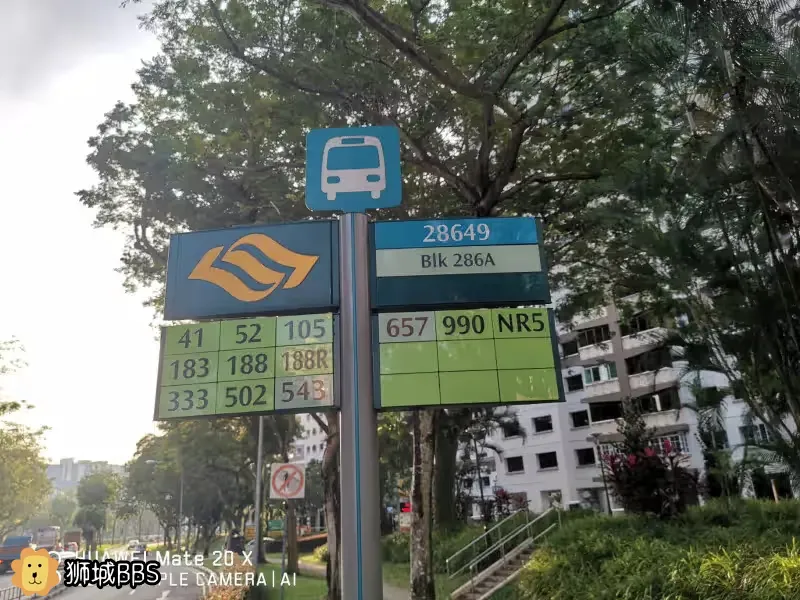 28649
Blk 286A
41 52 105
183 188 188R
333 502 543
657 990 NR5
HUAWEI Mate 20 X
PLE CAMERA | AI
狮城BBS